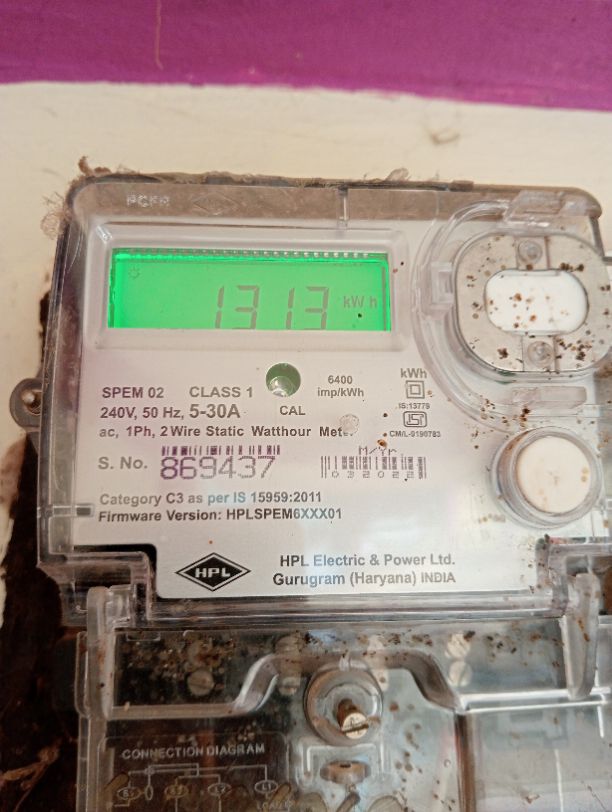 1313 kWh
6400
imp/kWh
kWh
SPEM 02 CLASS 1
240V, 50 Hz, 5-30A
CAL
IS:13779
ac, 1Ph, 2 Wire Static Watthour
CM/L-9190783
S. No. 869437
M/Yr.
032022
Category C3 as per IS 15959:2011
Firmware Version: HPLSPEM6XXX01
HPL
HPL Electric & Power Ltd.
Gurugram (Haryana) INDIA
CONNECTION DIAGRAM